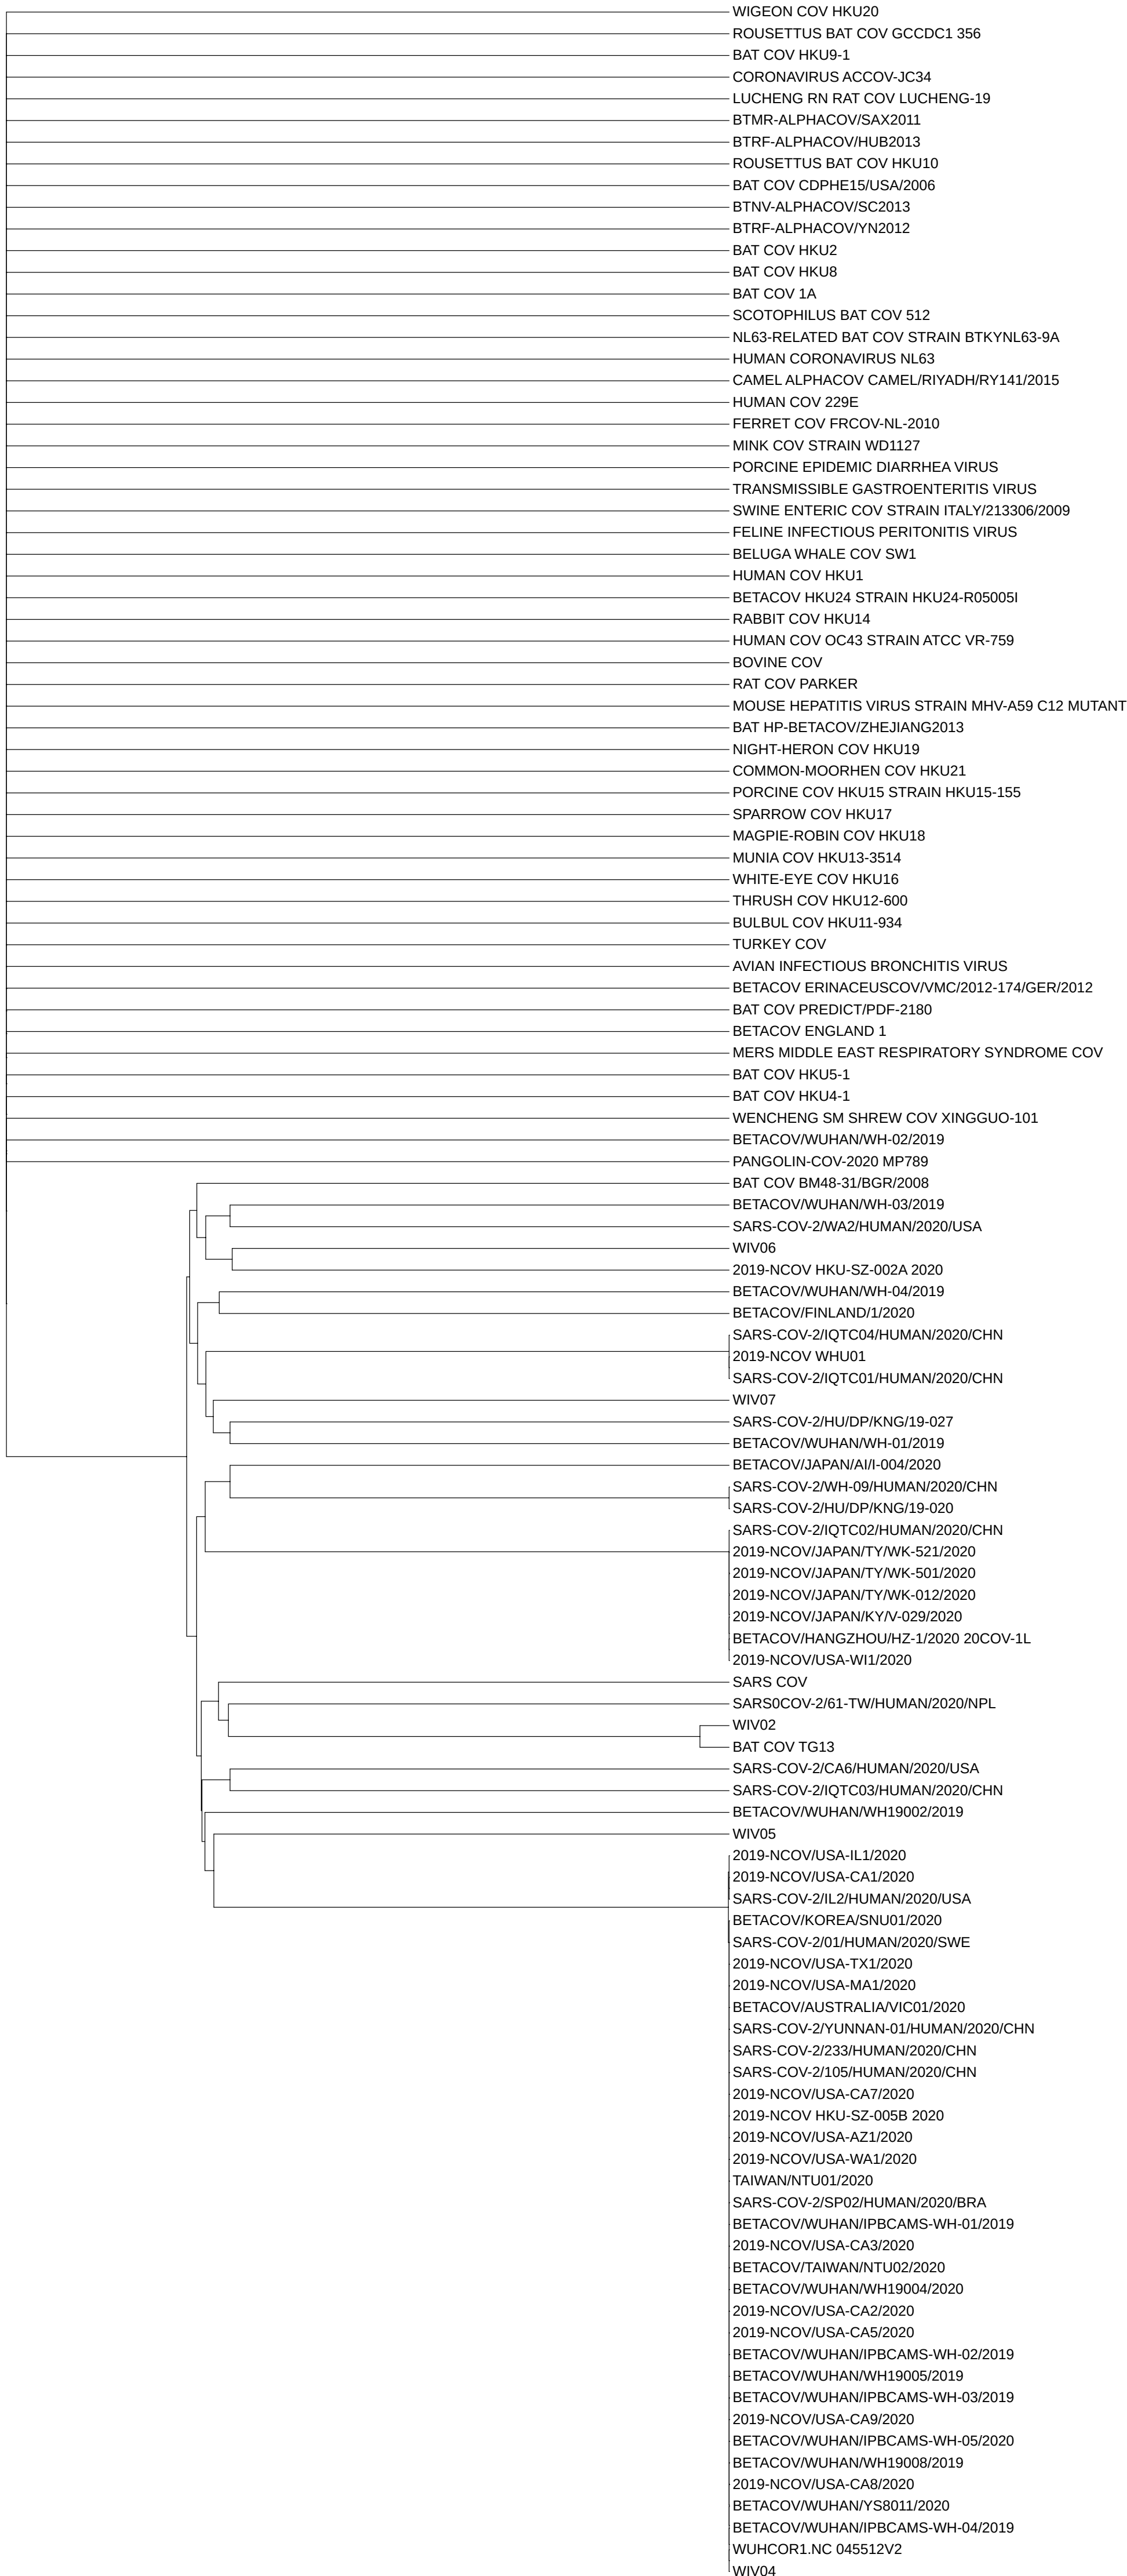 WIGEON COV HKU20
ROUSETTUS BAT COV GCCDC1 356
BAT COV HKU9-1
CORONAVIRUS ACCOV-JC34
LUCHENG RN RAT COV LUCHENG-19
BTMR-ALPHACOV/SAX2011
BTRF-ALPHACOV/HUB2013
ROUSETTUS BAT COV HKU10
BAT COV CDPHE15/USA/2006
BTNV-ALPHACOV/SC2013
BTRF-ALPHACOV/YN2012
BAT COV HKU2
BAT COV HKU8
BAT COV 1A
SCOTOPHILUS BAT COV 512
NL63-RELATED BAT COV STRAIN BTKYNL63-9A
HUMAN CORONAVIRUS NL63
CAMEL ALPHACOV CAMEL/RIYADH/RY141/2015
HUMAN COV 229E
FERRET COV FRCOV-NL-2010
MINK COV STRAIN WD1127
PORCINE EPIDEMIC DIARRHEA VIRUS
TRANSMISSIBLE GASTROENTERITIS VIRUS
SWINE ENTERIC COV STRAIN ITALY/213306/2009
FELINE INFECTIOUS PERITONITIS VIRUS
BELUGA WHALE COV SW1
HUMAN COV HKU1
BETACOV HKU24 STRAIN HKU24-R05005I
RABBIT COV HKU14
HUMAN COV OC43 STRAIN ATCC VR-759
BOVINE COV
RAT COV PARKER
MOUSE HEPATITIS VIRUS STRAIN MHV-A59 C12 MUTANT
BAT HP-BETACOV/ZHEJIANG2013
NIGHT-HERON COV HKU19
COMMON-MOORHEN COV HKU21
PORCINE COV HKU15 STRAIN HKU15-155
SPARROW COV HKU17
MAGPIE-ROBIN COV HKU18
MUNIA COV HKU13-3514
WHITE-EYE COV HKU16
THRUSH COV HKU12-600
BULBUL COV HKU11-934
TURKEY COV
AVIAN INFECTIOUS BRONCHITIS VIRUS
BETACOV ERINACEUSCOV/VMC/2012-174/GER/2012
BAT COV PREDICT/PDF-2180
BETACOV ENGLAND 1
MERS MIDDLE EAST RESPIRATORY SYNDROME COV
BAT COV HKU5-1
BAT COV HKU4-1
WENCHENG SM SHREW COV XINGGUO-101
BETACOV/WUHAN/WH-02/2019
PANGOLIN-COV-2020 MP789
BAT COV BM48-31/BGR/2008
BETACOV/WUHAN/WH-03/2019
SARS-COV-2/WA2/HUMAN/2020/USA
WIV06
2019-NCOV HKU-SZ-002A 2020
BETACOV/WUHAN/WH-04/2019
BETACOV/FINLAND/1/2020
SARS-COV-2/IQTC04/HUMAN/2020/CHN
2019-NCOV WHU01
SARS-COV-2/IQTC01/HUMAN/2020/CHN
WIV07
SARS-COV-2/HU/DP/KNG/19-027
BETACOV/WUHAN/WH-01/2019
BETACOV/JAPAN/AI/I-004/2020
SARS-COV-2/WH-09/HUMAN/2020/CHN
SARS-COV-2/HU/DP/KNG/19-020
SARS-COV-2/IQTC02/HUMAN/2020/CHN
2019-NCOV/JAPAN/TY/WK-521/2020
2019-NCOV/JAPAN/TY/WK-501/2020
2019-NCOV/JAPAN/TY/WK-012/2020
2019-NCOV/JAPAN/KY/V-029/2020
BETACOV/HANGZHOU/HZ-1/2020 20COV-1L
2019-NCOV/USA-WI1/2020
SARS COV
SARS0COV-2/61-TW/HUMAN/2020/NPL
WIV02
BAT COV TG13
SARS-COV-2/CA6/HUMAN/2020/USA
SARS-COV-2/IQTC03/HUMAN/2020/CHN
BETACOV/WUHAN/WH19002/2019
WIV05
2019-NCOV/USA-IL1/2020
2019-NCOV/USA-CA1/2020
SARS-COV-2/IL2/HUMAN/2020/USA
BETACOV/KOREA/SNU01/2020
SARS-COV-2/01/HUMAN/2020/SWE
2019-NCOV/USA-TX1/2020
2019-NCOV/USA-MA1/2020
BETACOV/AUSTRALIA/VIC01/2020
SARS-COV-2/YUNNAN-01/HUMAN/2020/CHN
SARS-COV-2/233/HUMAN/2020/CHN
SARS-COV-2/105/HUMAN/2020/CHN
2019-NCOV/USA-CA7/2020
2019-NCOV HKU-SZ-005B 2020
2019-NCOV/USA-AZ1/2020
2019-NCOV/USA-WA1/2020
TAIWAN/NTU01/2020
SARS-COV-2/SP02/HUMAN/2020/BRA
BETACOV/WUHAN/IPBCAMS-WH-01/2019
2019-NCOV/USA-CA3/2020
BETACOV/TAIWAN/NTU02/2020
BETACOV/WUHAN/WH19004/2020
2019-NCOV/USA-CA2/2020
2019-NCOV/USA-CA5/2020
BETACOV/WUHAN/IPBCAMS-WH-02/2019
BETACOV/WUHAN/WH19005/2019
BETACOV/WUHAN/IPBCAMS-WH-03/2019
2019-NCOV/USA-CA9/2020
BETACOV/WUHAN/IPBCAMS-WH-05/2020
BETACOV/WUHAN/WH19008/2019
2019-NCOV/USA-CA8/2020
BETACOV/WUHAN/YS8011/2020
BETACOV/WUHAN/IPBCAMS-WH-04/2019
WUHCOR1.NC 045512V2
WIV04